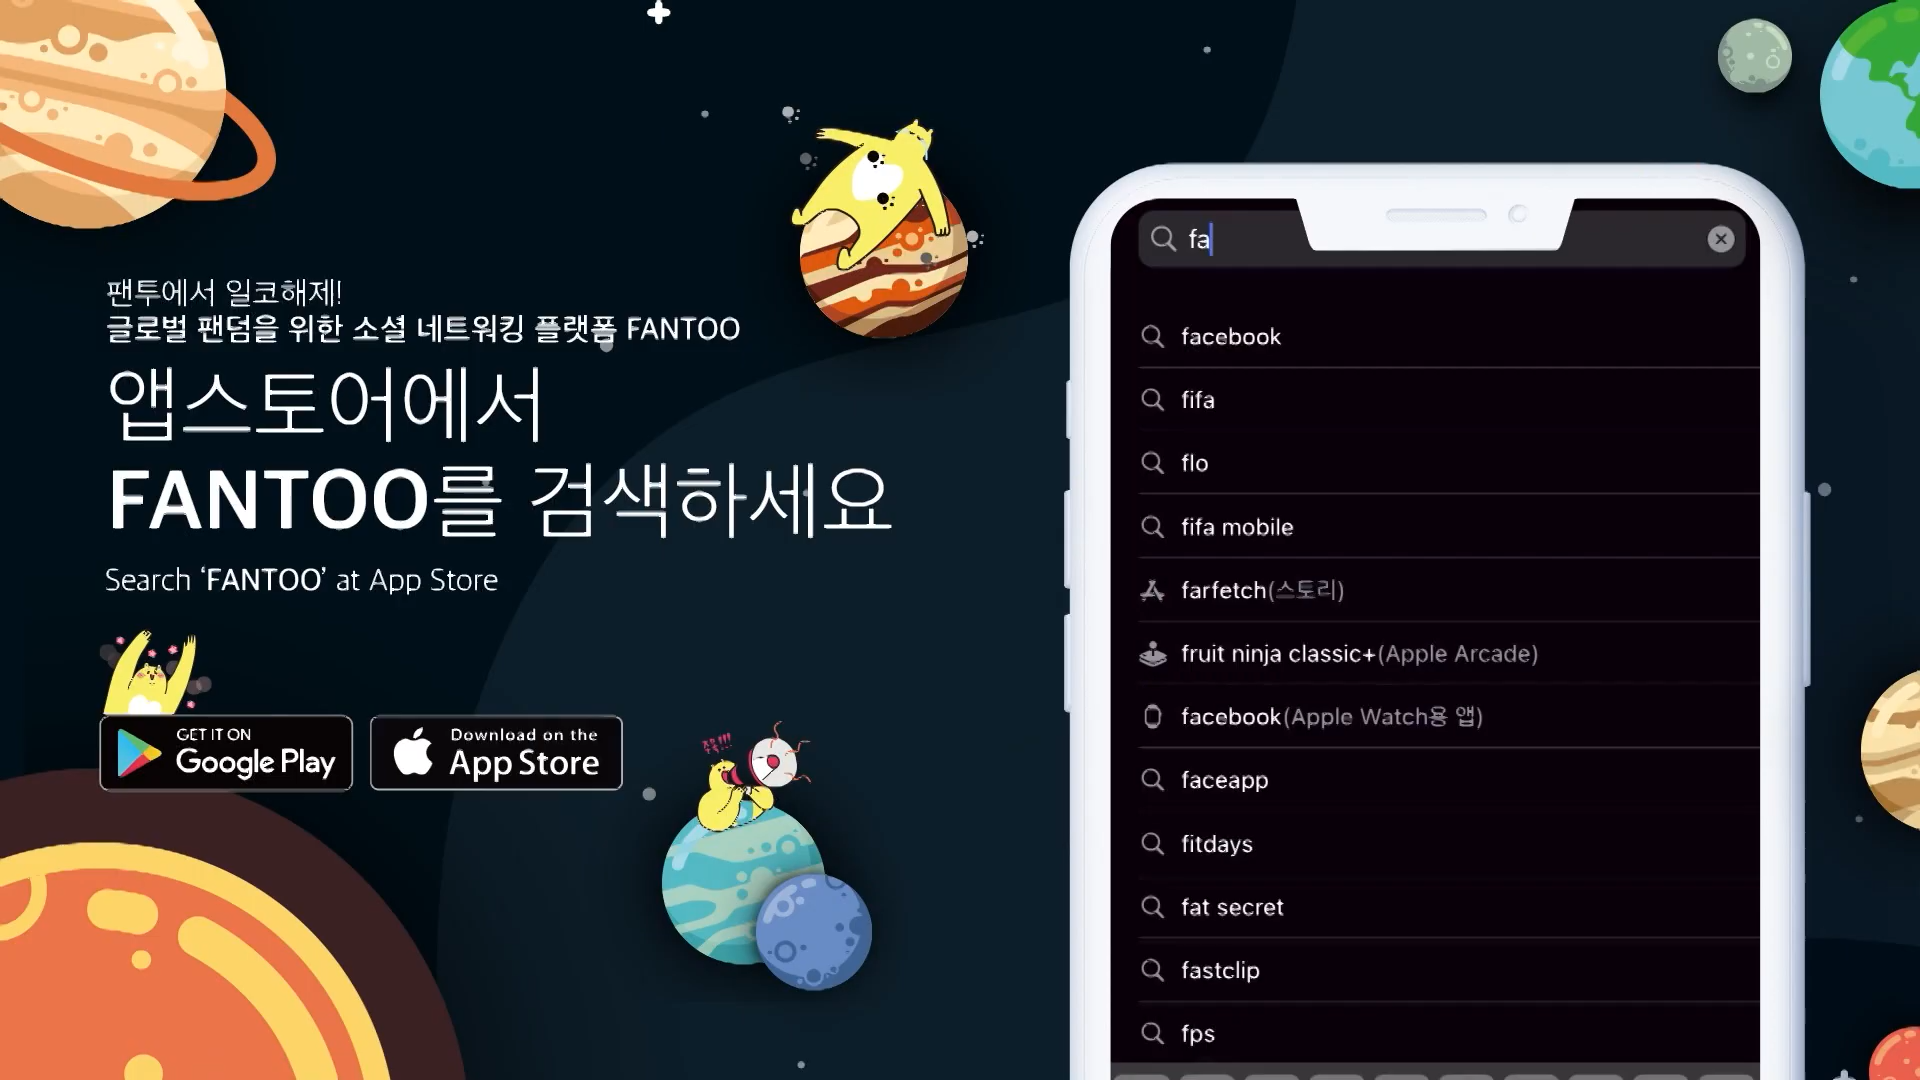 팬투에서 일코해제!
글로벌 팬덤을 위한 소셜 네트워킹 플랫폼 FANTOO
앱스토어에서
FANTOO를 검색하세요
Search ‘FANTOO’ at App Store
GET IT ON
Google Play
Download on the
App Store
fa
facebook
fifa
flo
fifa mobile
farfetch(스토리)
fruit ninja classic+(Apple Arcade)
facebook(Apple Watch용 앱)
faceapp
fitdays
fat secret
fastclip
fps